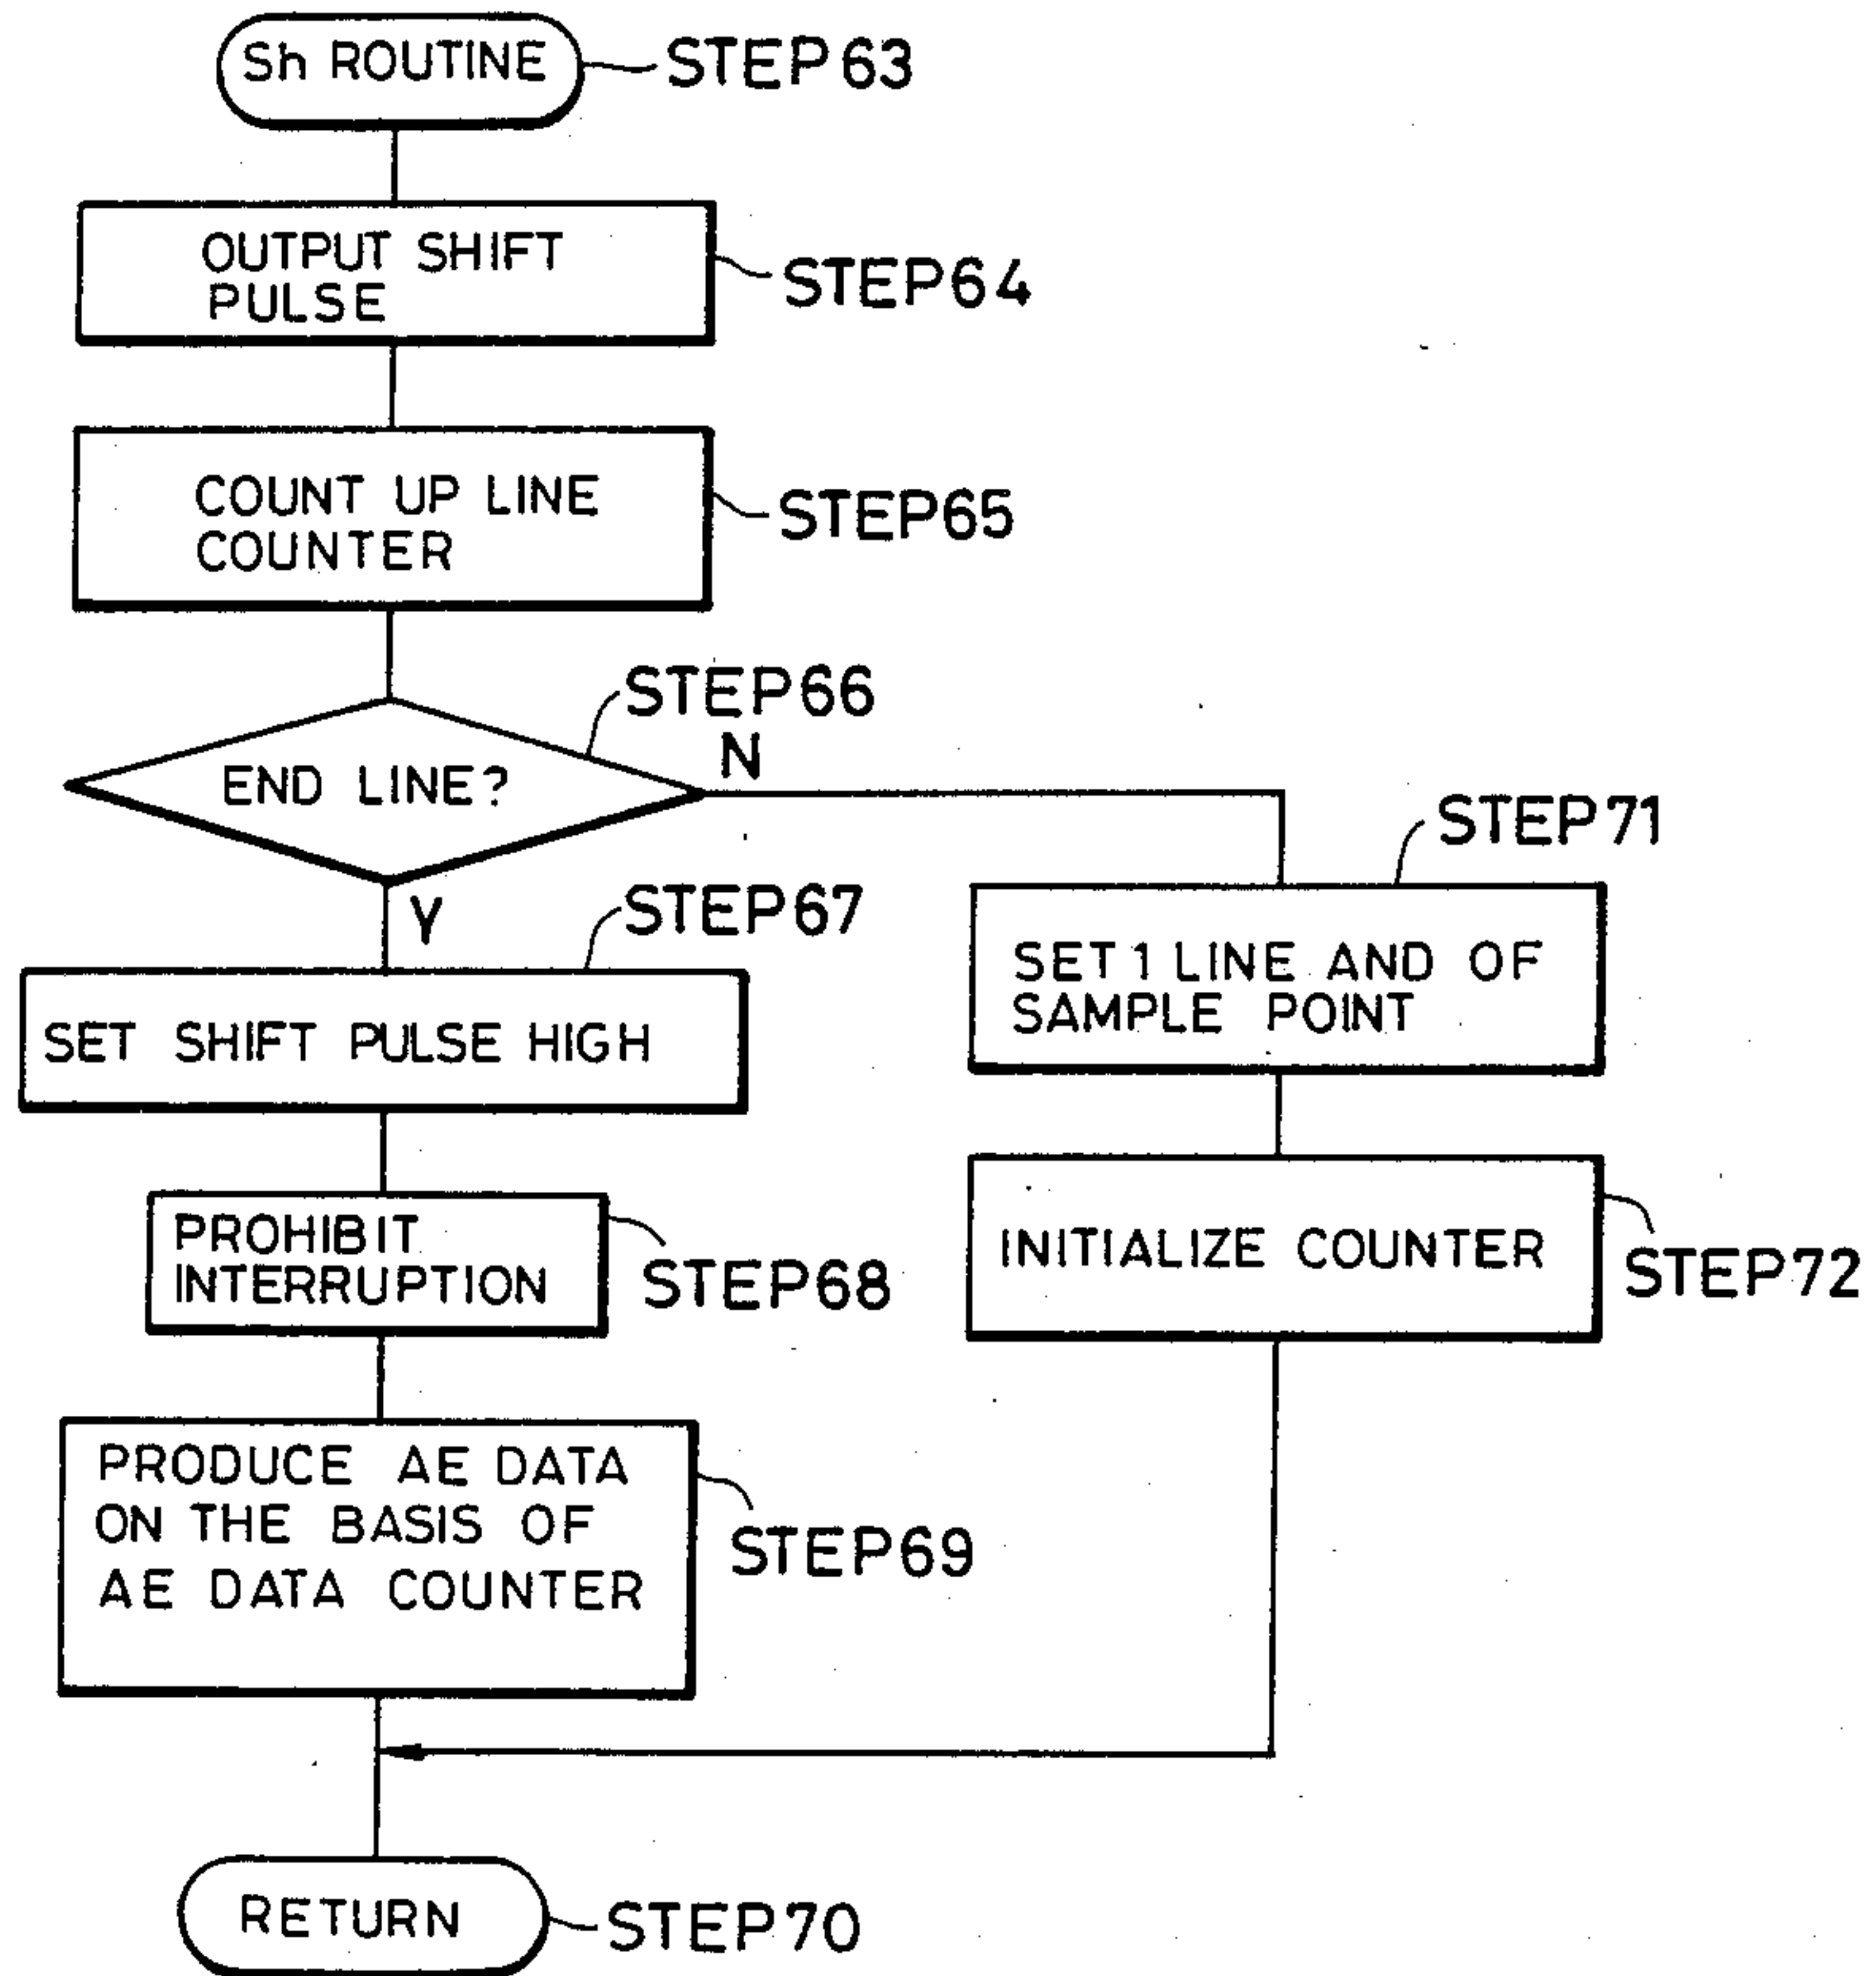 Sh ROUTINE
STEP63
OUTPUT SHIFT
PULSE
STEP64
COUNT UP LINE
COUNTER
STEP65
STEP66
END LINE?
N
Y
STEP67
SET SHIFT PULSE HIGH
PROHIBIT
INTERRUPTION
STEP68
PRODUCE AE DATA
ON THE BASIS OF
AE DATA COUNTER
STEP69
STEP71
SET 1 LINE AND OF
SAMPLE POINT
INITIALIZE COUNTER
STEP72
RETURN
STEP70